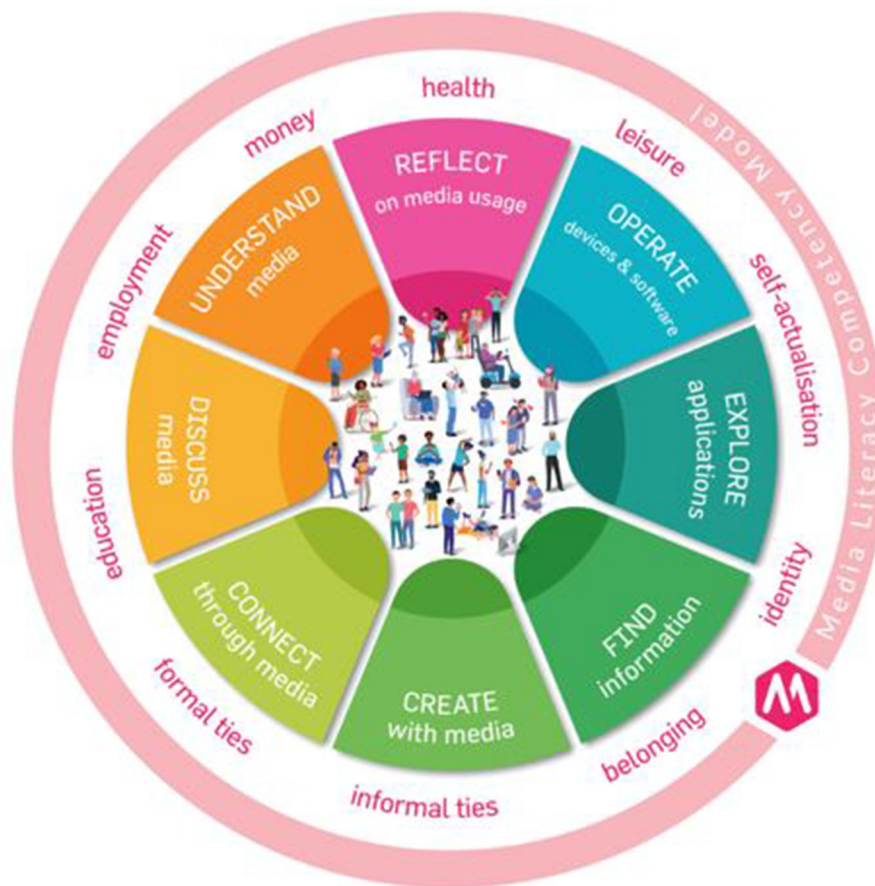 health
leisure
self-actualisation
identity
belonging
informal ties
formal ties
education
employment
money
REFLECT
on media usage
OPERATE
devices & software
EXPLORE
applications
FIND
information
CREATE
with media
CONNECT
through media
DISCUSS
media
UNDERSTAND
media
Media Literacy Competency Model
M